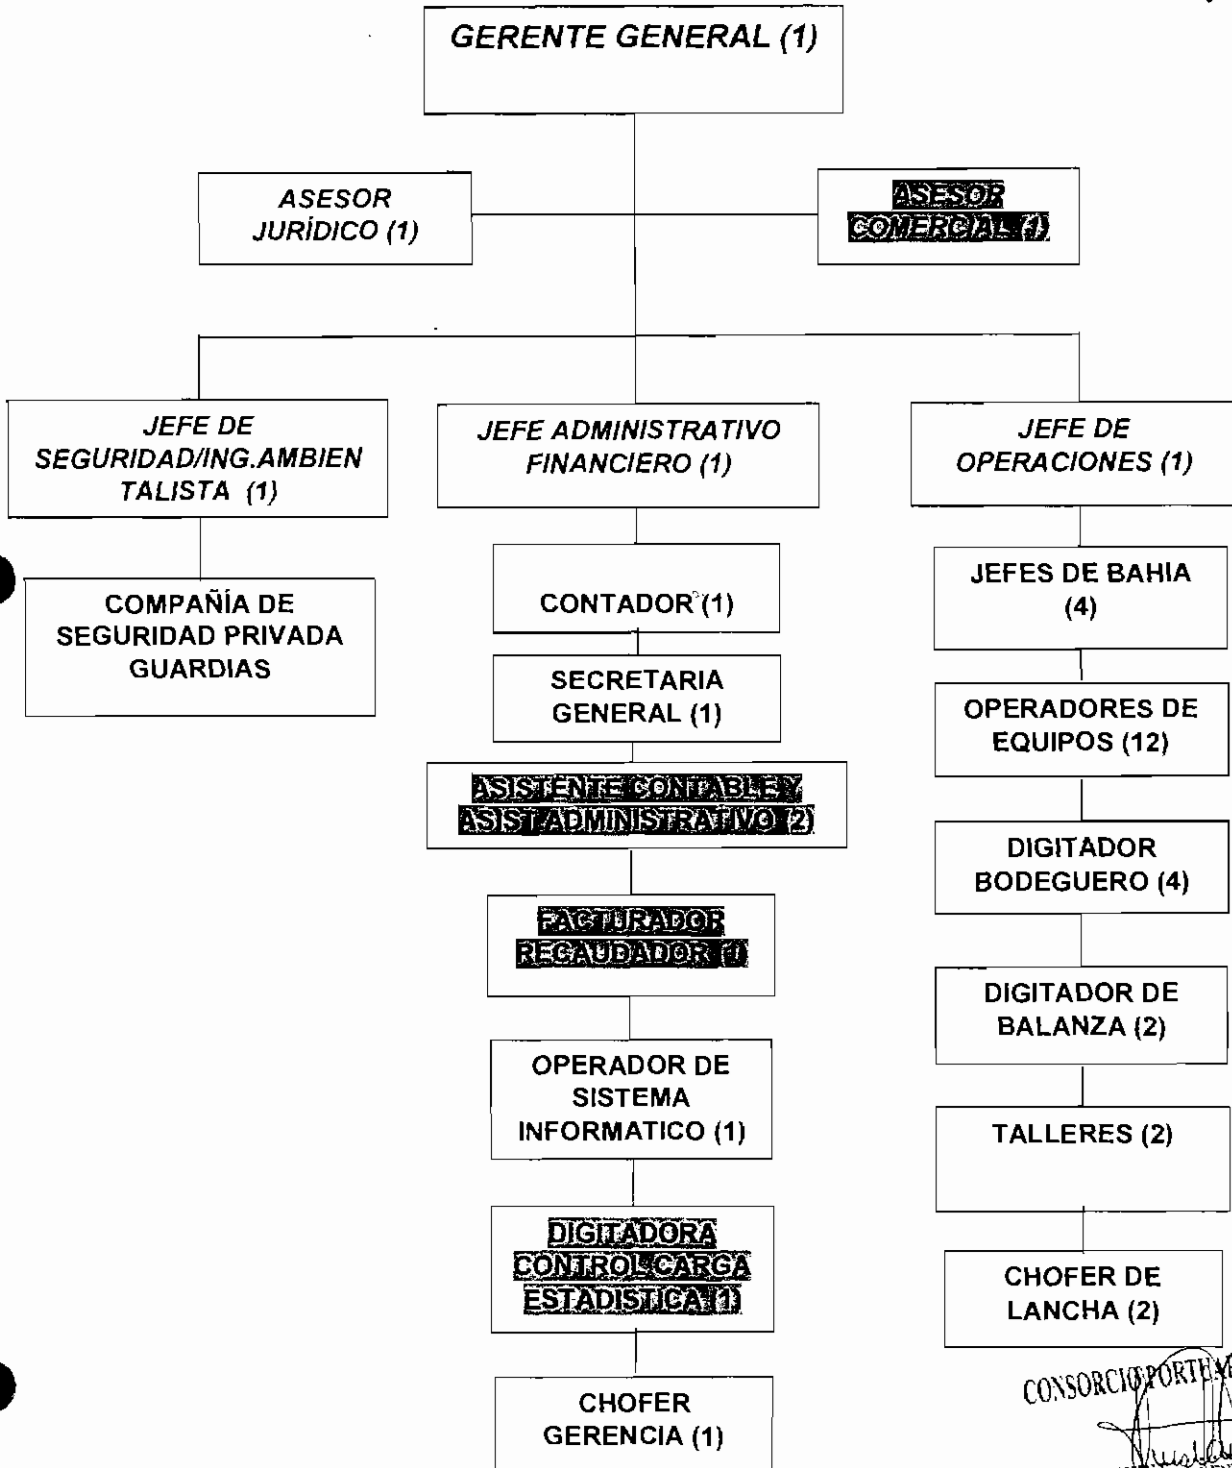 GERENTE GENERAL (1)
ASESOR
JURÍDICO (1)
ASESOR
COMERCIAL (1)
JEFE DE
SEGURIDAD/ING.AMBIEN
TALISTA (1)
JEFE ADMINISTRATIVO
FINANCIERO (1)
JEFE DE
OPERACIONES (1)
COMPAÑÍA DE
SEGURIDAD PRIVADA
GUARDIAS
CONTADOR (1)
SECRETARIA
GENERAL (1)
ASISTENTE CONTABLE Y
ASIST.ADMINISTRATIVO (2)
FACTURADOR
RECAUDADOR (1)
OPERADOR DE
SISTEMA
INFORMATICO (1)
DIGITADORA
CONTROL CARGA
ESTADISTICA (1)
CHOFER
GERENCIA (1)
JEFES DE BAHIA
(4)
OPERADORES DE
EQUIPOS (12)
DIGITADOR
BODEGUERO (4)
DIGITADOR DE
BALANZA (2)
TALLERES (2)
CHOFER DE
LANCHA (2)
CONSORCIO